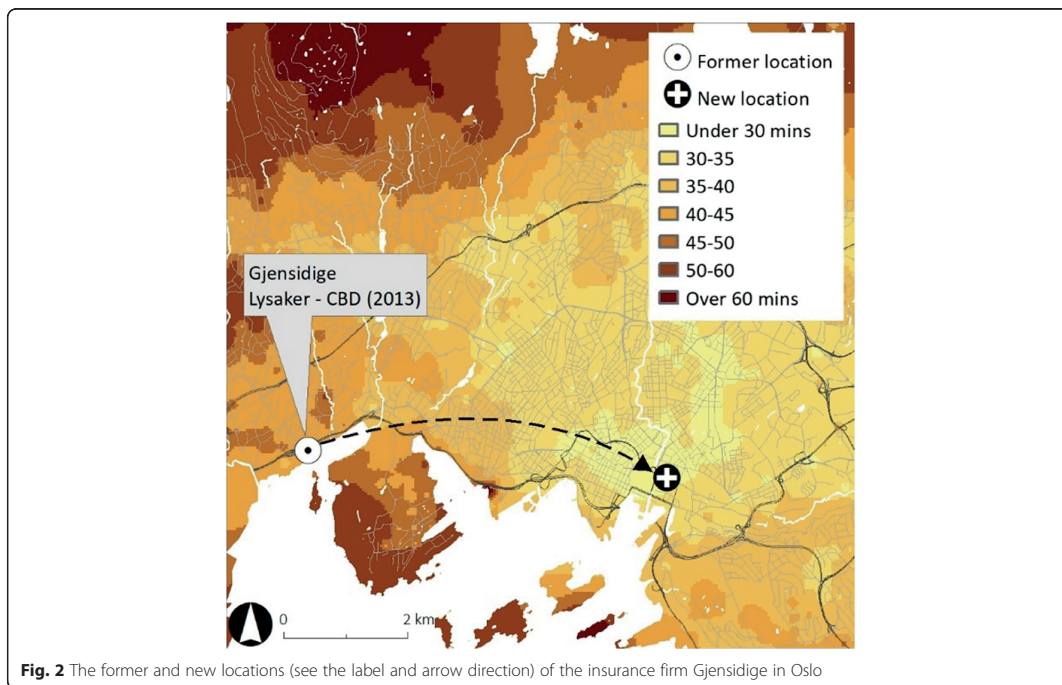 Former location
New location
Under 30 mins
30-35
35-40
40-45
45-50
50-60
Over 60 mins
Gjensidige
Lysaker - CBD (2013)
0 2 km
Fig. 2 The former and new locations (see the label and arrow direction) of the insurance firm Gjensidige in Oslo